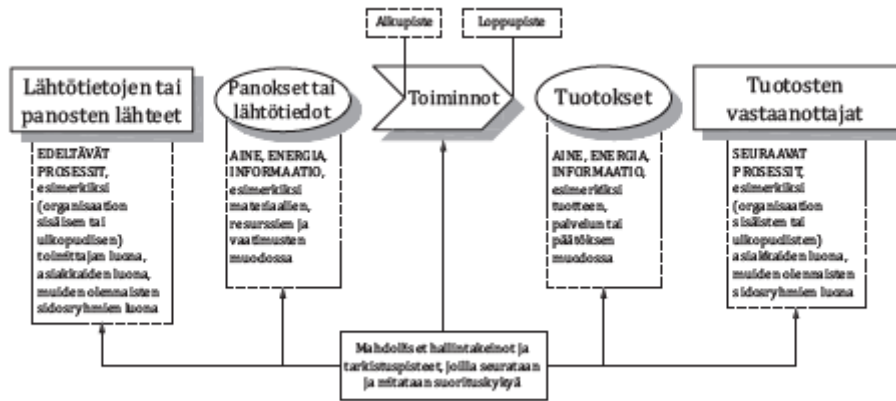 Alkupiste
Loppupiste
Lähtötietojen tai
panosten lähteet
Panokset tai
lähtötiedot
Toiminnot
Tuotokset
Tuotosten
vastaanottajat
EDELTÄVÄT
PROSESSIT,
esimerkiksi
(organisaation
sisäisen tai
ulkopuolisen)
toimittajan luona,
asiakkaiden luona,
muiden olennaisten
sidosryhmien luona
AINE, ENERGIA,
INFORMAATIO,
esimerkiksi
materiaalien,
resurssien ja
vaatimusten
muodossa
AINE, ENERGIA,
INFORMAATIO,
esimerkiksi
tuotteen,
palvelun tai
päätöksen
muodossa
SEURAAVAT
PROSESSIT,
esimerkiksi
(organisaation
sisäisten tai
ulkopuolisten)
asiakkaiden luona,
muiden olennaisten
sidosryhmien luona
Mahdolliset hallintakeinot ja
tarkistuspisteet, joilla seurataan
ja mitataan suorituskykyä